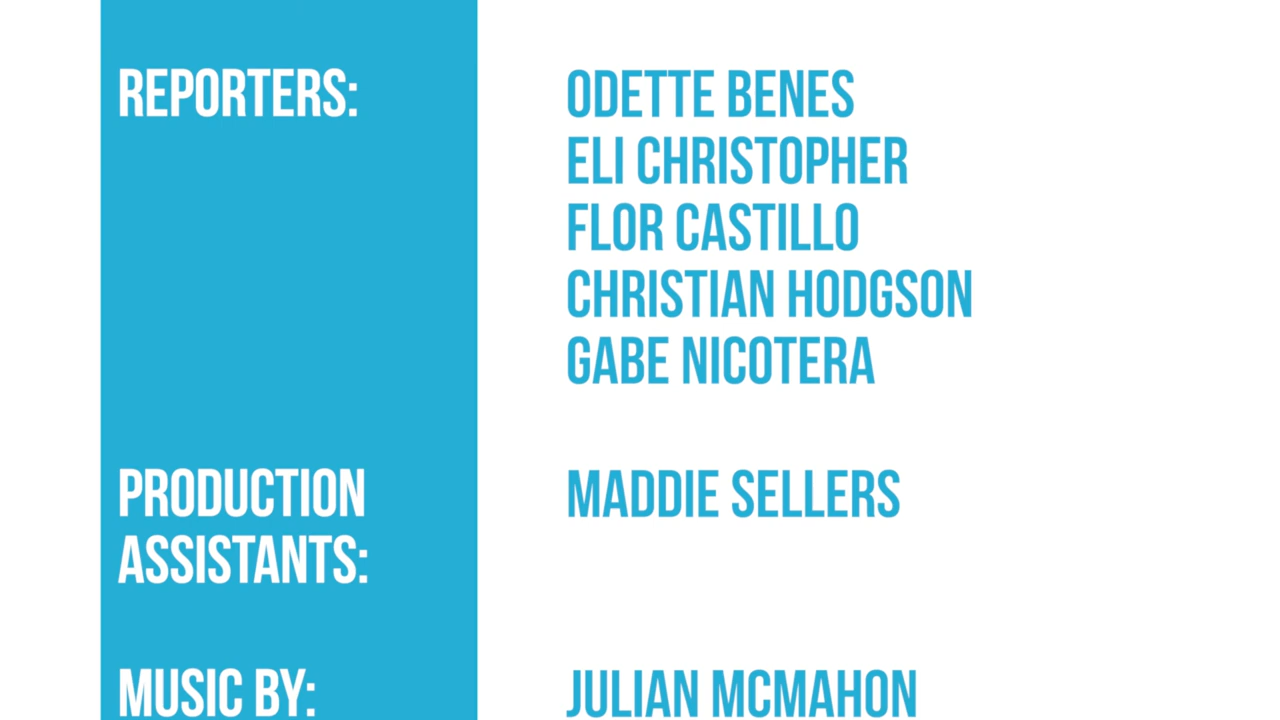 REPORTERS: ODETTE BENES
ELI CHRISTOPHER
FLOR CASTILLO
CHRISTIAN HODGSON
GABE NICOTERA
PRODUCTION MADDIE SELLERS
ASSISTANTS:
MUSIC BY: JULIAN MCMAHON